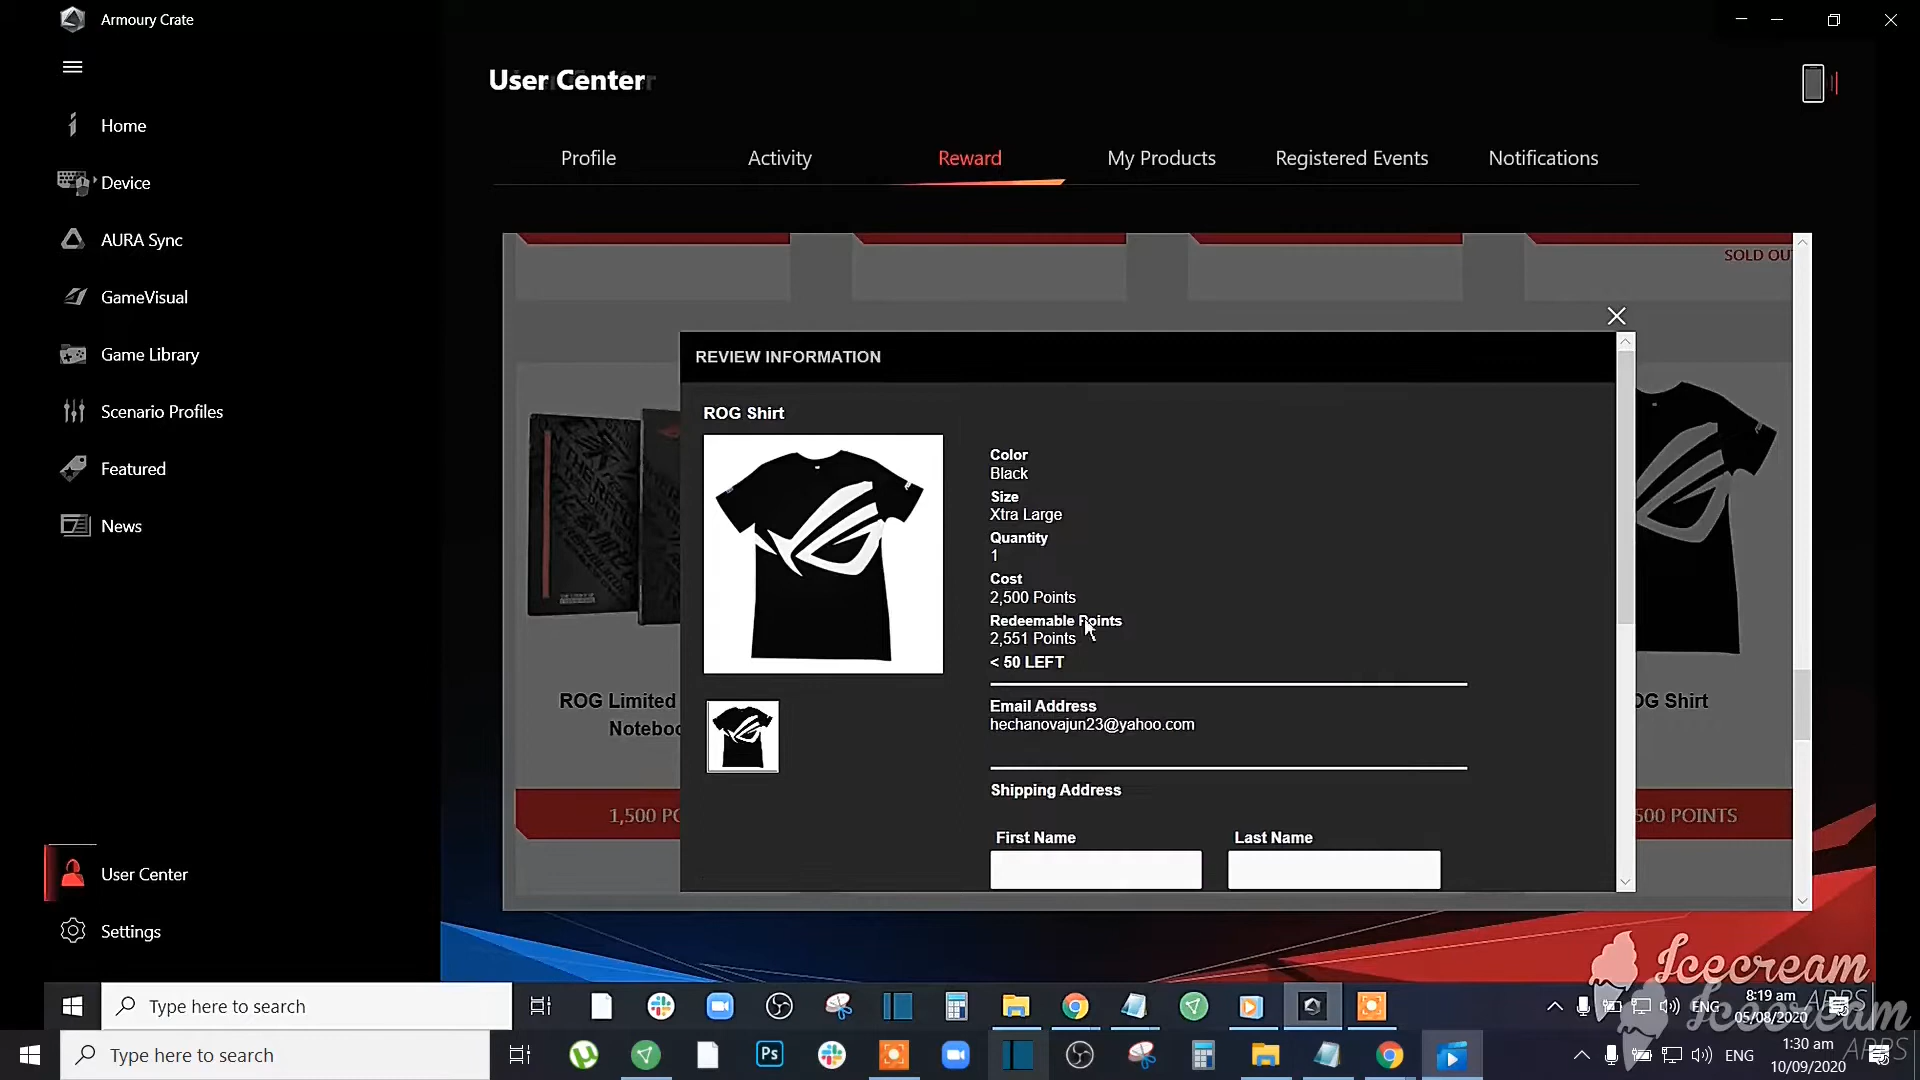 Armoury Crate
User Center
Home
Device
AURA Sync
GameVisual
Game Library
Scenario Profiles
Featured
News
User Center
Settings
Profile
Activity
Reward
My Products
Registered Events
Notifications
SOLD OU
REVIEW INFORMATION
ROG Shirt
Color
Black
Size
Xtra Large
Quantity
1
Cost
2,500 Points
Redeemable Points
2,551 Points
< 50 LEFT
Email Address
hechanovajun23@yahoo.com
Shipping Address
First Name
Last Name
ROG Limited
Notebo
1,500 PO
OG Shirt
500 POINTS
Icecream
APPS
Type here to search
ENG
8:19 am
05/08/2020
Icecream
APPS
Type here to search
Ps
ENG
1:30 am
10/09/2020